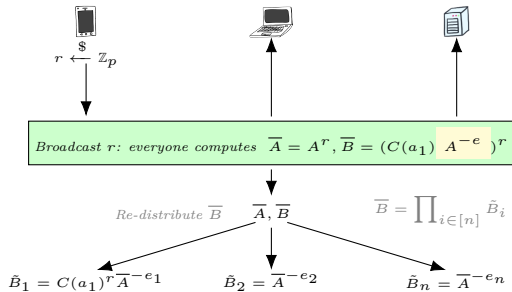 $
r ← ℤp
Broadcast r: everyone computes A̅ = A^r, B̅ = (C(a₁) A^−e )^r
Re-distribute B̅ A̅, B̅ B̅ = ∏_{i∈[n]} B̃ᵢ
B̃₁ = C(a₁)^r A̅^−e₁ B̃₂ = A̅^−e₂ B̃ₙ = A̅^−eₙ